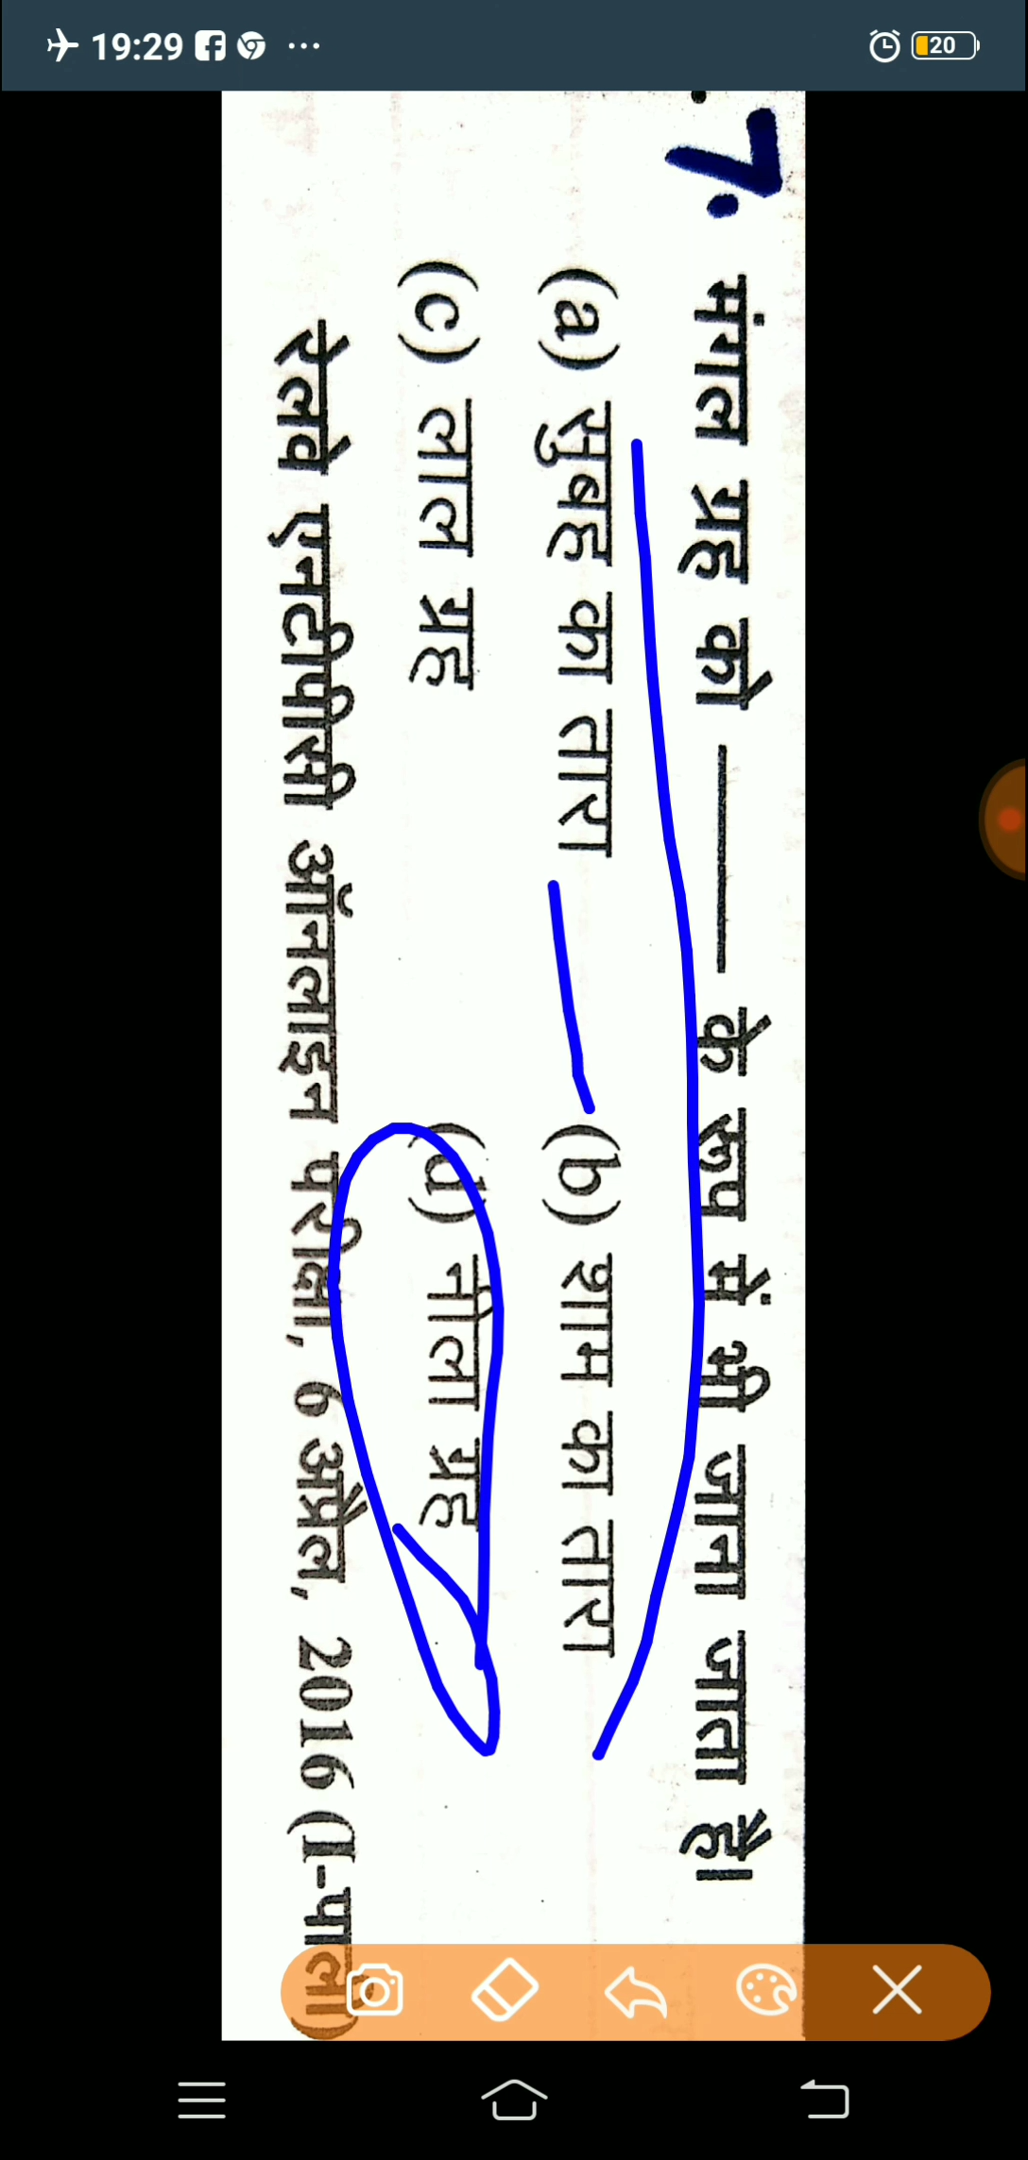 19:29
20
7. मंगल ग्रह को ——— के रूप में भी जाना जाता है।
(a) सुबह का तारा (b) शाम का तारा
(c) लाल ग्रह (d) नीला ग्रह
रेलवे एनटीपीसी ऑनलाइन परीक्षा, 6 अप्रैल, 2016 (I-पाली)